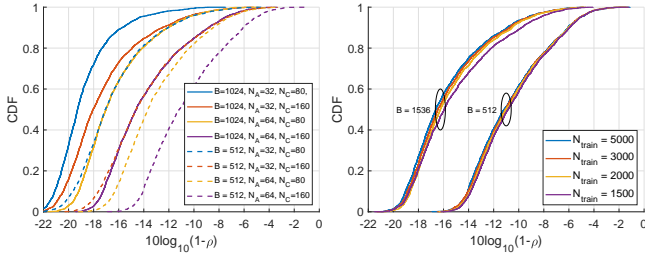 CDF
1
0.8
0.6
0.4
0.2
0
-22 -20 -18 -16 -14 -12 -10 -8 -6 -4 -2 0
10log10(1-ρ)
B=1024, NA=32, NC=80,
B=1024, NA=32, NC=160
B=1024, NA=64, NC=80
B=1024, NA=64, NC=160
B = 512, NA=32, NC=80
B = 512, NA=32, NC=160
B = 512, NA=64, NC=80
B = 512, NA=64, NC=160
CDF
1
0.8
0.6
0.4
0.2
0
-22 -20 -18 -16 -14 -12 -10 -8 -6 -4 -2 0
10log10(1-ρ)
B = 1536
B = 512
Ntrain = 5000
Ntrain = 3000
Ntrain = 2000
Ntrain = 1500